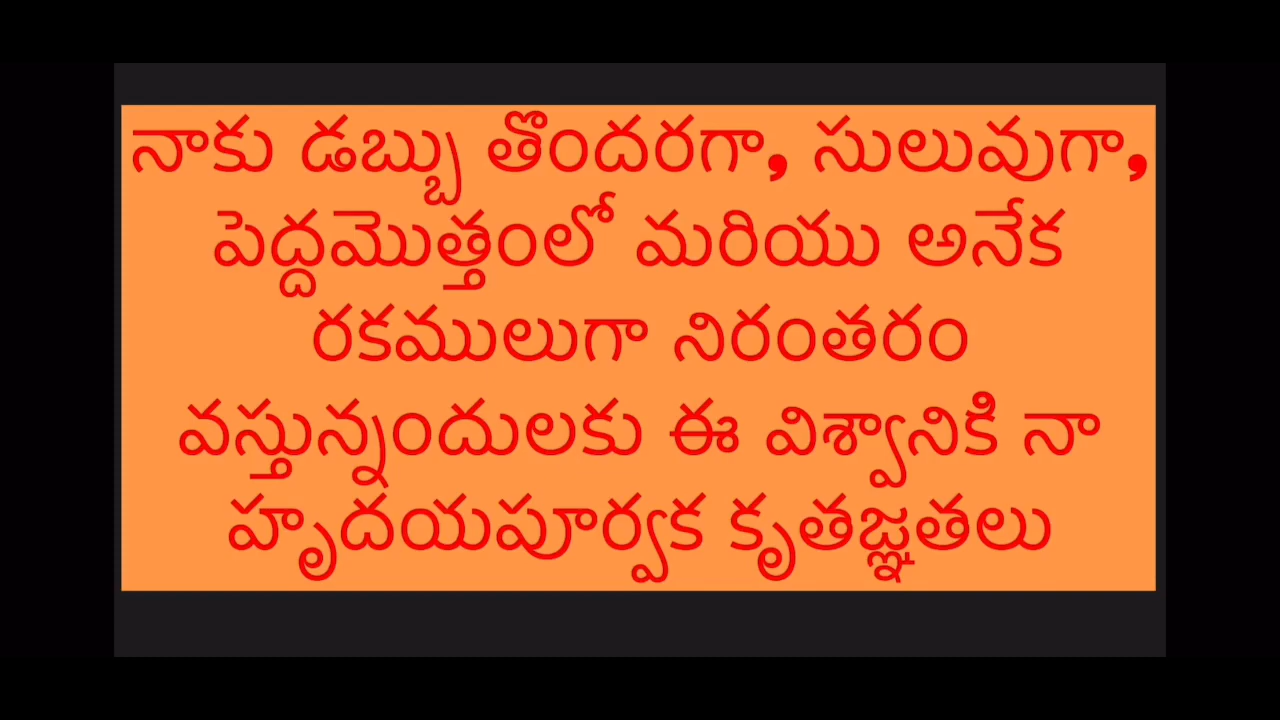 నాకు డబ్బు తొందరగా, సులువుగా,
పెద్దమొత్తంలో మరియు అనేక
రకములుగా నిరంతరం
వస్తున్నందులకు ఈ విశ్వానికి నా
హృదయపూర్వక కృతజ్ఞతలు